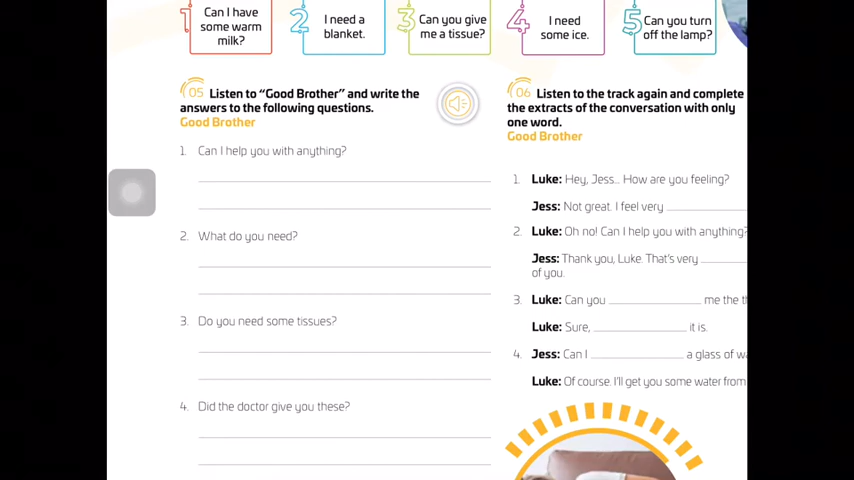 1 Can I have
some warm
milk?
2 I need a
blanket.
3 Can you give
me a tissue?
4 I need
some ice.
5 Can you turn
off the lamp?
05 Listen to “Good Brother” and write the
answers to the following questions.
Good Brother
1. Can I help you with anything?
2. What do you need?
3. Do you need some tissues?
4. Did the doctor give you these?
06 Listen to the track again and complete
the extracts of the conversation with only
one word.
Good Brother
1. Luke: Hey, Jess... How are you feeling?
Jess: Not great. I feel very
2. Luke: Oh no! Can I help you with anything?
Jess: Thank you, Luke. That's very
of you.
3. Luke: Can you me the
Luke: Sure, it is.
4. Jess: Can I a glass of
Luke: Of course. I'll get you some water from